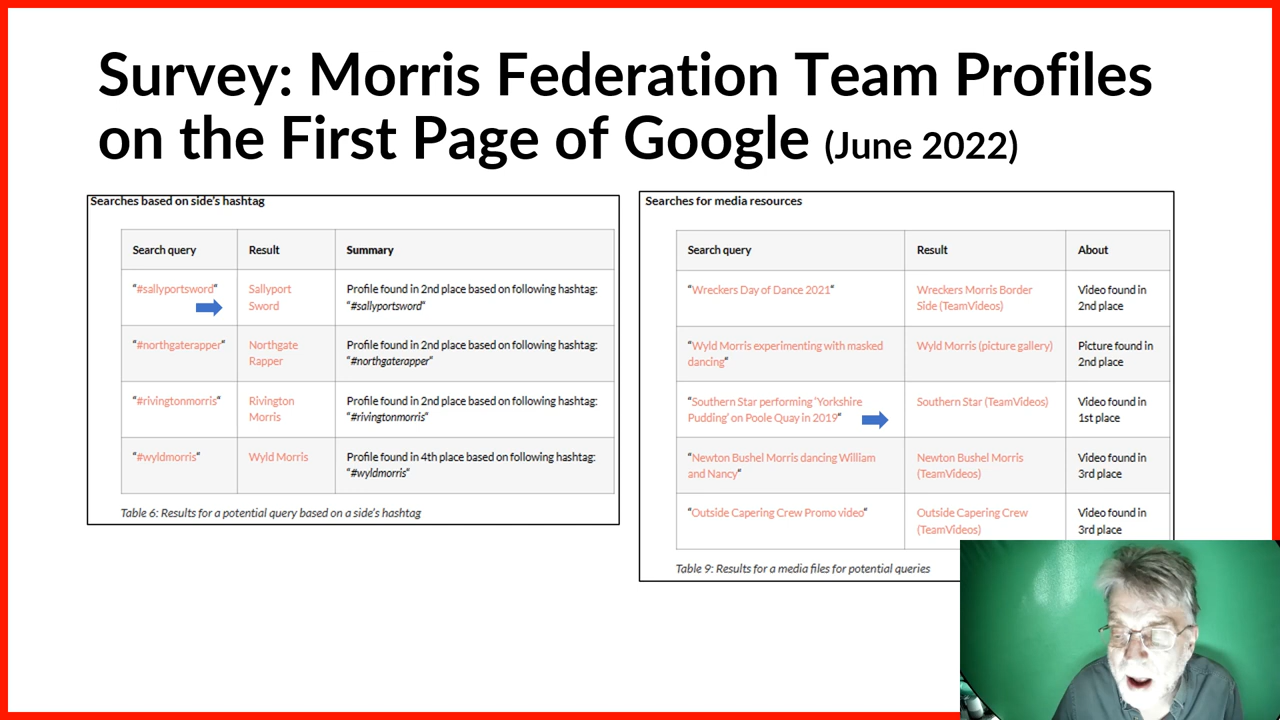 Survey: Morris Federation Team Profiles
on the First Page of Google (June 2022)
Searches based on side's hashtag
Search query Result Summary
"#sallyportsword" Sallyport Profile found in 2nd place based on following hashtag:
Sword "#sallyportsword"
"#northgaterapper" Northgate Profile found in 2nd place based on following hashtag:
Rapper "#northgaterapper"
"#rivingtonmorris" Rivington Profile found in 2nd place based on following hashtag:
Morris "#rivingtonmorris"
"#wyldmorris" Wyld Morris Profile found in 4th place based on following hashtag:
"#wyldmorris"
Table 6: Results for a potential query based on a side's hashtag
Searches for media resources
Search query Result About
"Wreckers Day of Dance 2021" Wreckers Morris Border Video found in
Side (TeamVideos) 2nd place
"Wyld Morris experimenting with masked Wyld Morris (picture gallery) Picture found in
dancing" 2nd place
"Southern Star performing 'Yorkshire Southern Star (TeamVideos) Video found in
Pudding' on Poole Quay in 2019" 1st place
"Newton Bushel Morris dancing William Newton Bushel Morris Video found in
and Nancy" (TeamVideos) 3rd place
"Outside Capering Crew Promo video" Outside Capering Crew Video found in
(TeamVideos) 3rd place
Table 9: Results for a media files for potential queries